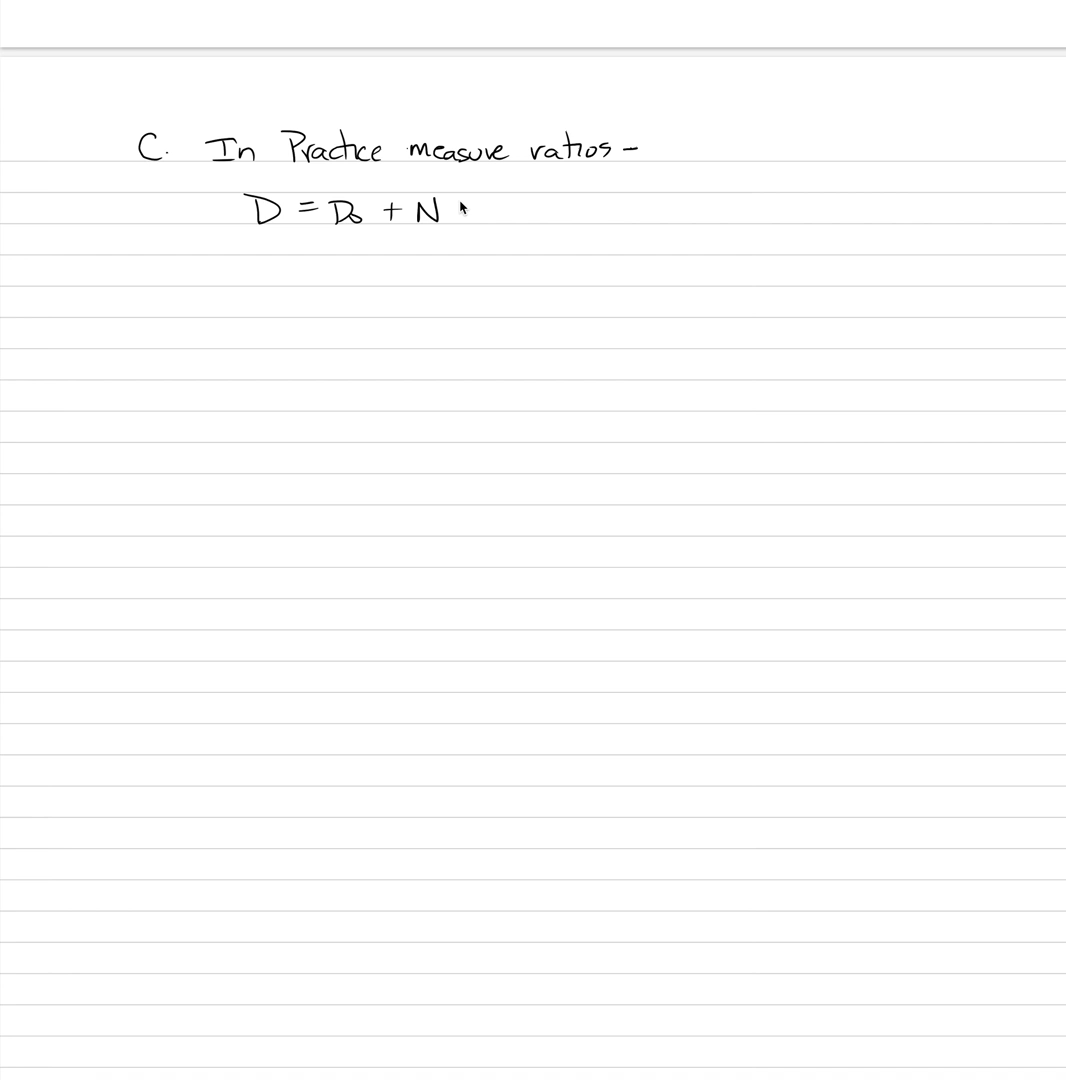 C. In Practice measure ratios -
D = D₀ + N